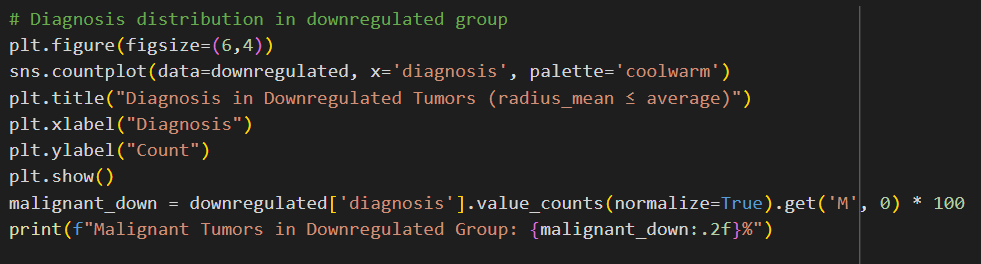 # Diagnosis distribution in downregulated group
plt.figure(figsize=(6,4))
sns.countplot(data=downregulated, x='diagnosis', palette='coolwarm')
plt.title("Diagnosis in Downregulated Tumors (radius_mean ≤ average)")
plt.xlabel("Diagnosis")
plt.ylabel("Count")
plt.show()
malignant_down = downregulated['diagnosis'].value_counts(normalize=True).get('M', 0) * 100
print(f"Malignant Tumors in Downregulated Group: {malignant_down:.2f}%")